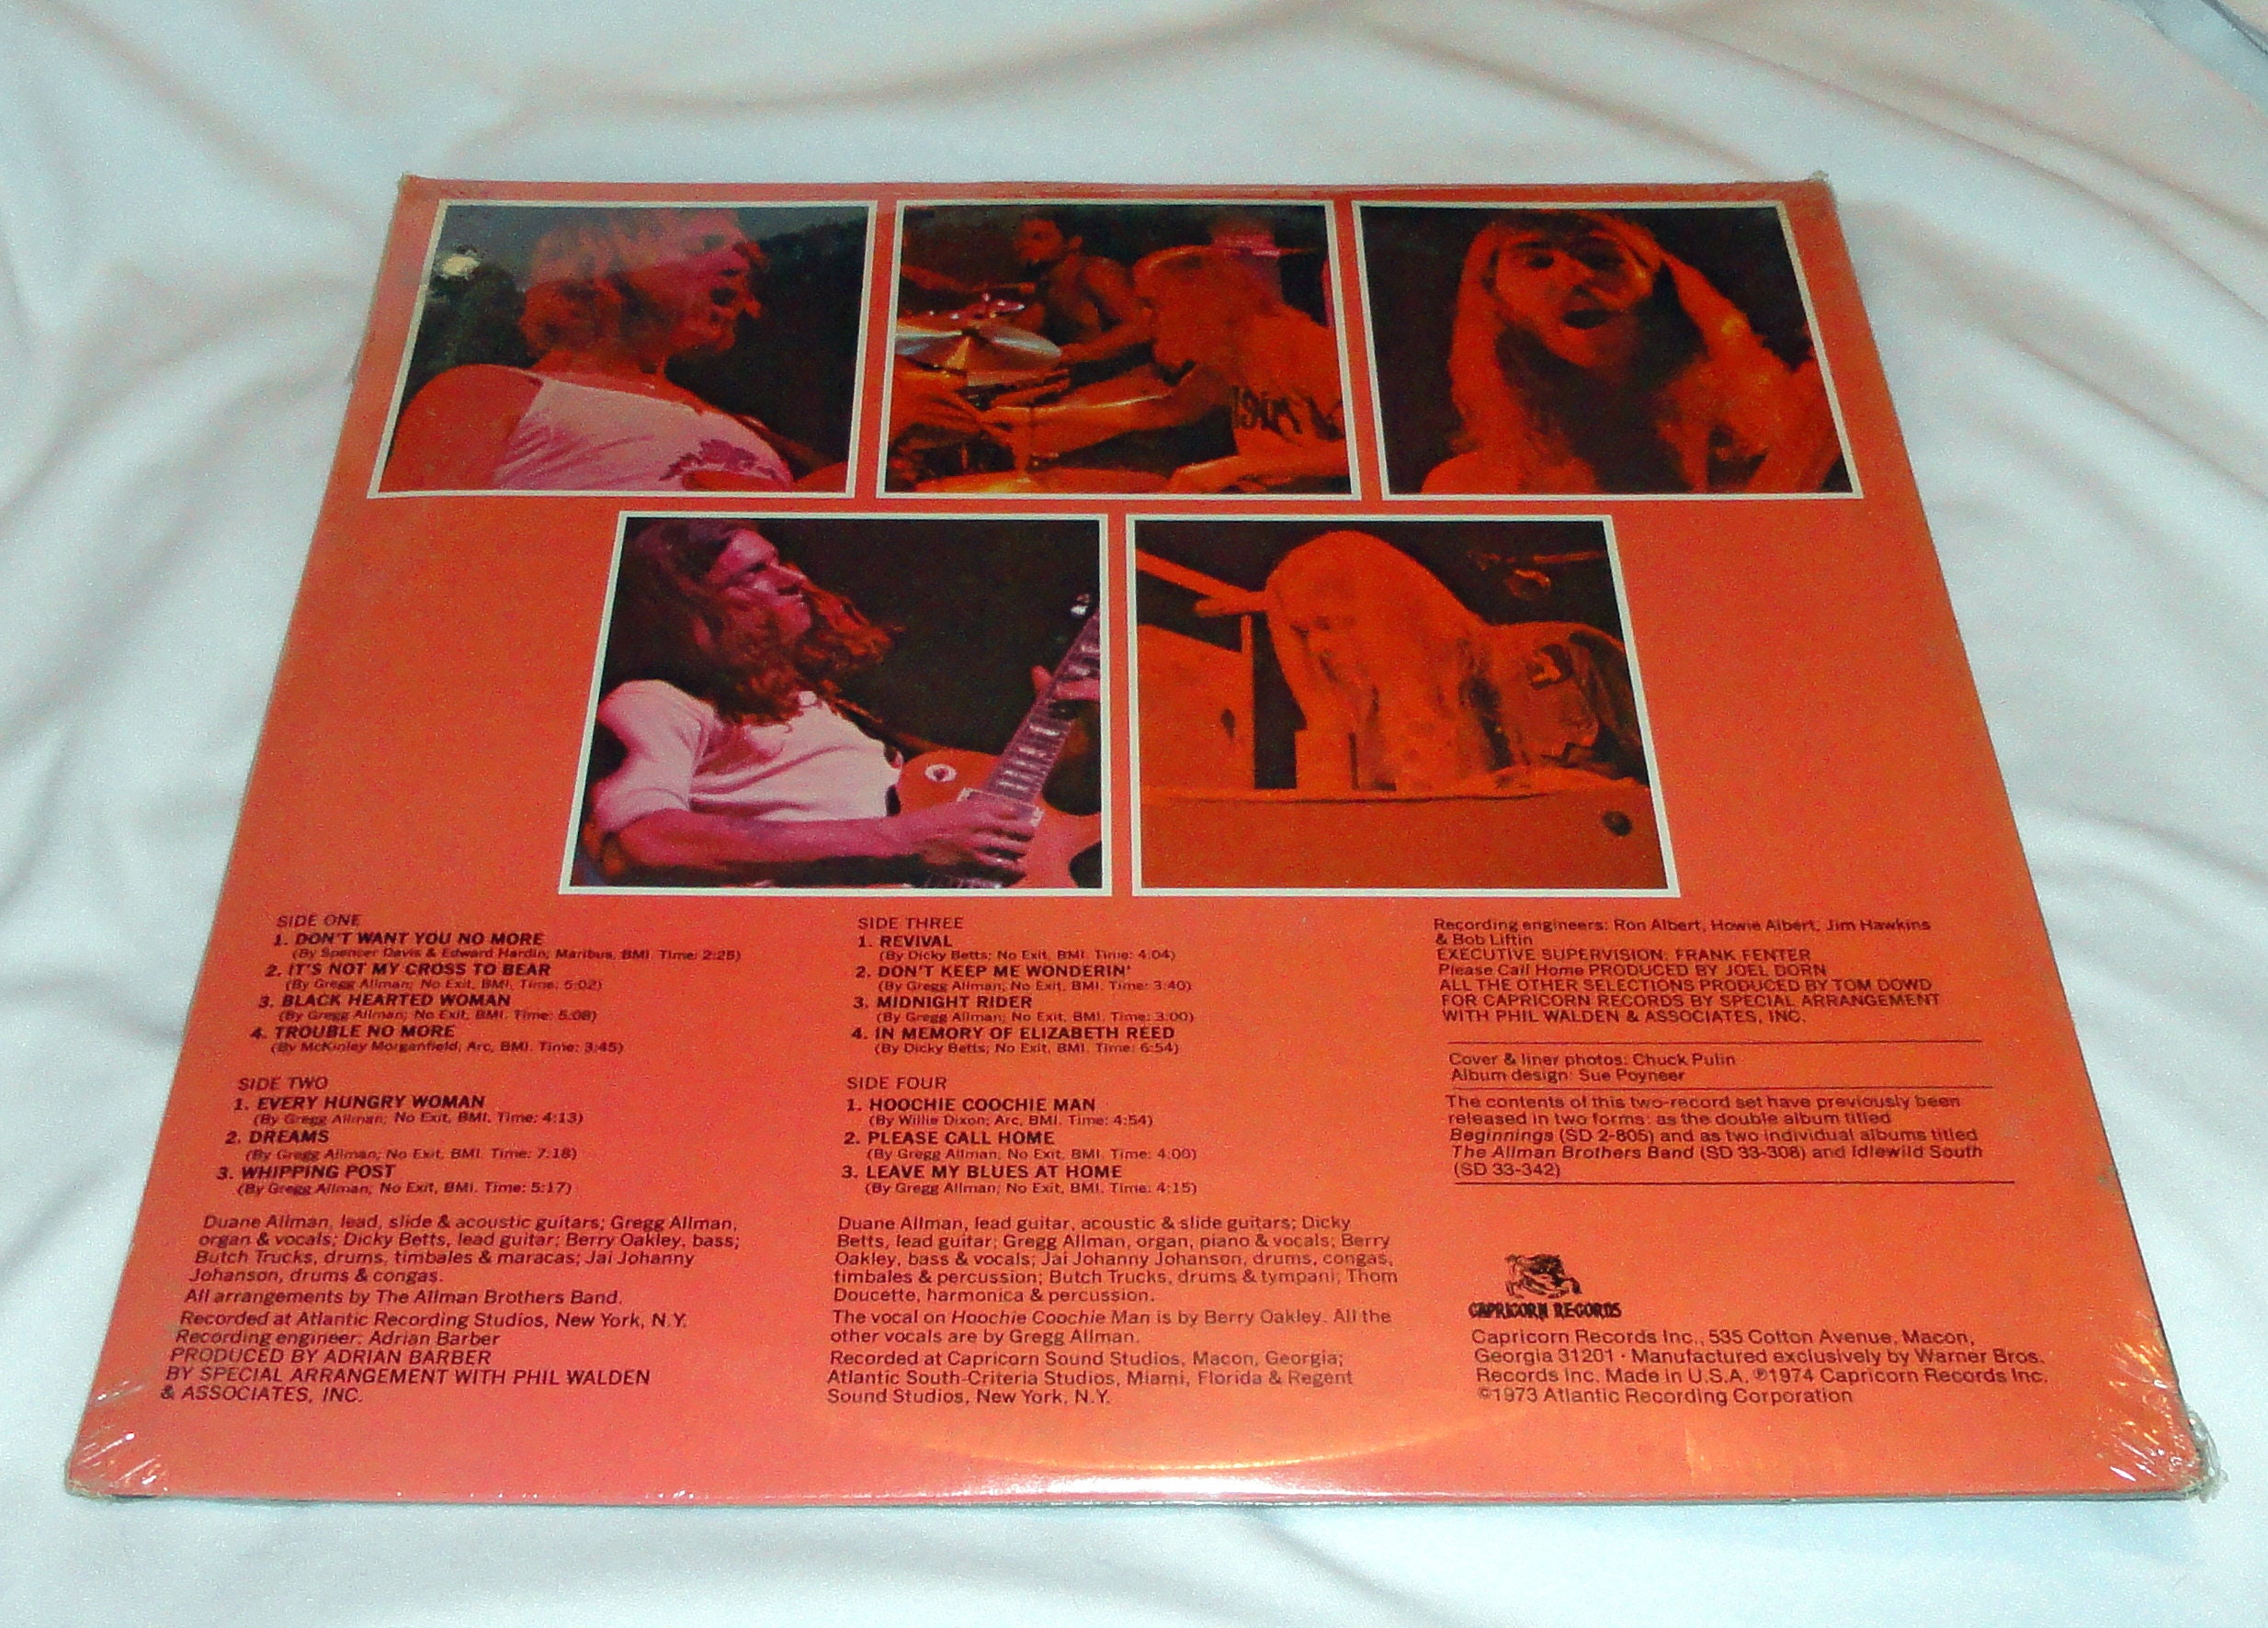 SIDE ONE
1. DON'T WANT YOU NO MORE
(By Spencer Davis & Edward Hardin; Maribus, BMI. Time: 2:25)
2. IT'S NOT MY CROSS TO BEAR
(By Gregg Allman; No Exit, BMI. Time: 5:02)
3. BLACK HEARTED WOMAN
(By Gregg Allman; No Exit, BMI. Time: 5:08)
4. TROUBLE NO MORE
(By McKinley Morganfield; Arc, BMI. Time: 3:45)
SIDE TWO
1. EVERY HUNGRY WOMAN
(By Gregg Allman; No Exit, BMI. Time: 4:13)
2. DREAMS
(By Gregg Allman; No Exit, BMI. Time: 7:18)
3. WHIPPING POST
(By Gregg Allman; No Exit, BMI. Time: 5:17)
Duane Allman, lead, slide & acoustic guitars; Gregg Allman,
organ & vocals; Dicky Betts, lead guitar; Berry Oakley, bass;
Butch Trucks, drums, timbales & maracas; Jai Johanny
Johanson, drums & congas.
All arrangements by The Allman Brothers Band.
Recorded at Atlantic Recording Studios, New York, N.Y.
Recording engineer: Adrian Barber
PRODUCED BY ADRIAN BARBER
BY SPECIAL ARRANGEMENT WITH PHIL WALDEN
& ASSOCIATES, INC.
SIDE THREE
1. REVIVAL
(By Dicky Betts; No Exit, BMI. Time: 4:04)
2. DON'T KEEP ME WONDERIN'
(By Gregg Allman; No Exit, BMI. Time: 3:40)
3. MIDNIGHT RIDER
(By Gregg Allman; No Exit, BMI. Time: 3:00)
4. IN MEMORY OF ELIZABETH REED
(By Dicky Betts; No Exit, BMI. Time: 6:54)
SIDE FOUR
1. HOOCHIE COOCHIE MAN
(By Willie Dixon; Arc, BMI. Time: 4:54)
2. PLEASE CALL HOME
(By Gregg Allman; No Exit, BMI. Time: 4:00)
3. LEAVE MY BLUES AT HOME
(By Gregg Allman; No Exit, BMI. Time: 4:15)
Duane Allman, lead guitar, acoustic & slide guitars; Dicky
Betts, lead guitar; Gregg Allman, organ, piano & vocals; Berry
Oakley, bass & vocals; Jai Johanny Johanson, drums, congas,
timbales & percussion; Butch Trucks, drums & tympani; Thom
Doucette, harmonica & percussion.
The vocal on Hoochie Coochie Man is by Berry Oakley. All the
other vocals are by Gregg Allman.
Recorded at Capricorn Sound Studios, Macon, Georgia;
Atlantic South-Criteria Studios, Miami, Florida & Regent
Sound Studios, New York, N.Y.
Recording engineers: Ron Albert, Howie Albert, Jim Hawkins
& Bob Liftin
EXECUTIVE SUPERVISION: FRANK FENTER
Please Call Home PRODUCED BY JOEL DORN
ALL THE OTHER SELECTIONS PRODUCED BY TOM DOWD
FOR CAPRICORN RECORDS BY SPECIAL ARRANGEMENT
WITH PHIL WALDEN & ASSOCIATES, INC.
Cover & liner photos: Chuck Pulin
Album design: Sue Poyneer
The contents of this two-record set have previously been
released in two forms: as the double album titled
Beginnings (SD 2-805) and as two individual albums titled
The Allman Brothers Band (SD 33-308) and Idlewild South
(SD 33-342)
CAPRICORN RECORDS
Capricorn Records Inc., 535 Cotton Avenue, Macon,
Georgia 31201 · Manufactured exclusively by Warner Bros.
Records Inc. Made in U.S.A. ℗1974 Capricorn Records Inc.
©1973 Atlantic Recording Corporation